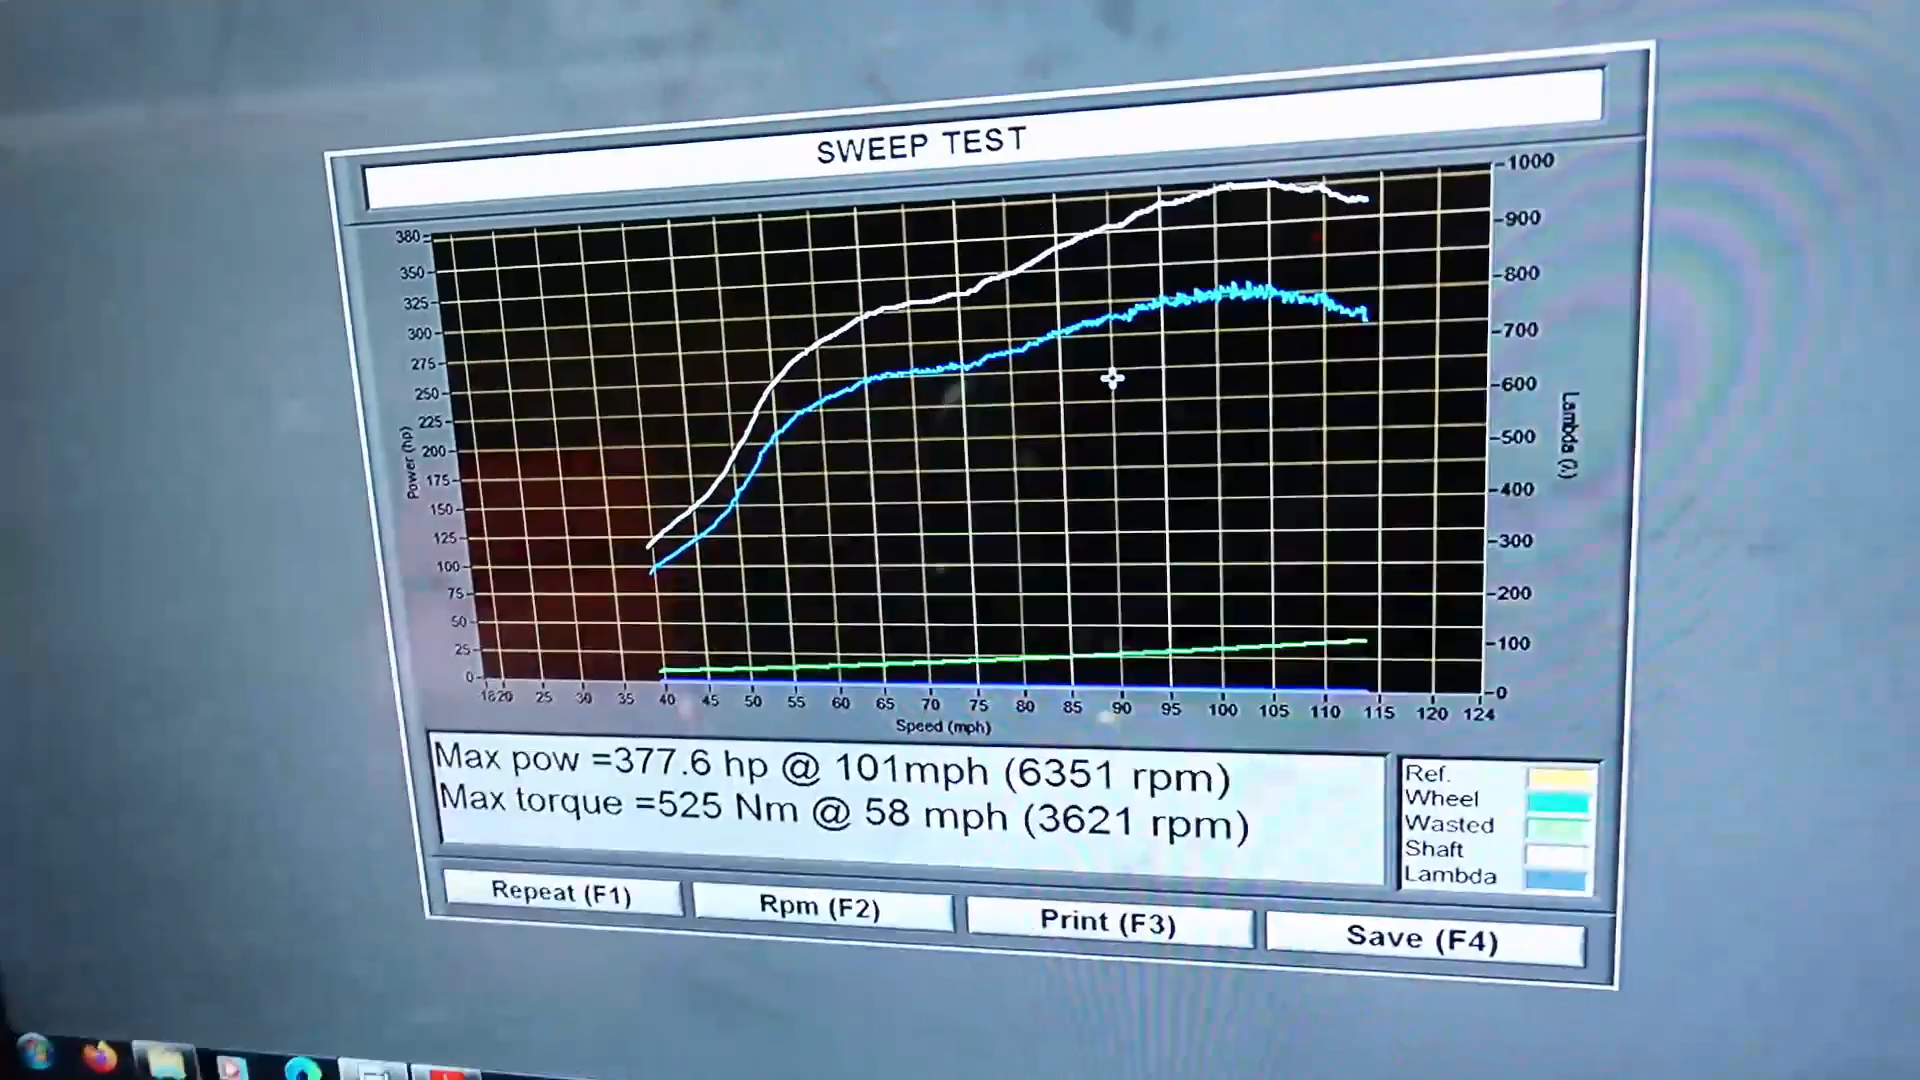 SWEEP TEST
380
350
325
300
275
250
225
200
175
150
125
100
75
50
25
0
Power (hp)
1000
900
800
700
600
500
400
300
200
100
0
Lambda (λ)
18 20 25 30 35 40 45 50 55 60 65 70 75 80 85 90 95 100 105 110 115 120 124
Speed (mph)
Max pow =377.6 hp @ 101mph (6351 rpm)
Max torque =525 Nm @ 58 mph (3621 rpm)
Ref.
Wheel
Wasted
Shaft
Lambda
Repeat (F1) Rpm (F2) Print (F3) Save (F4)